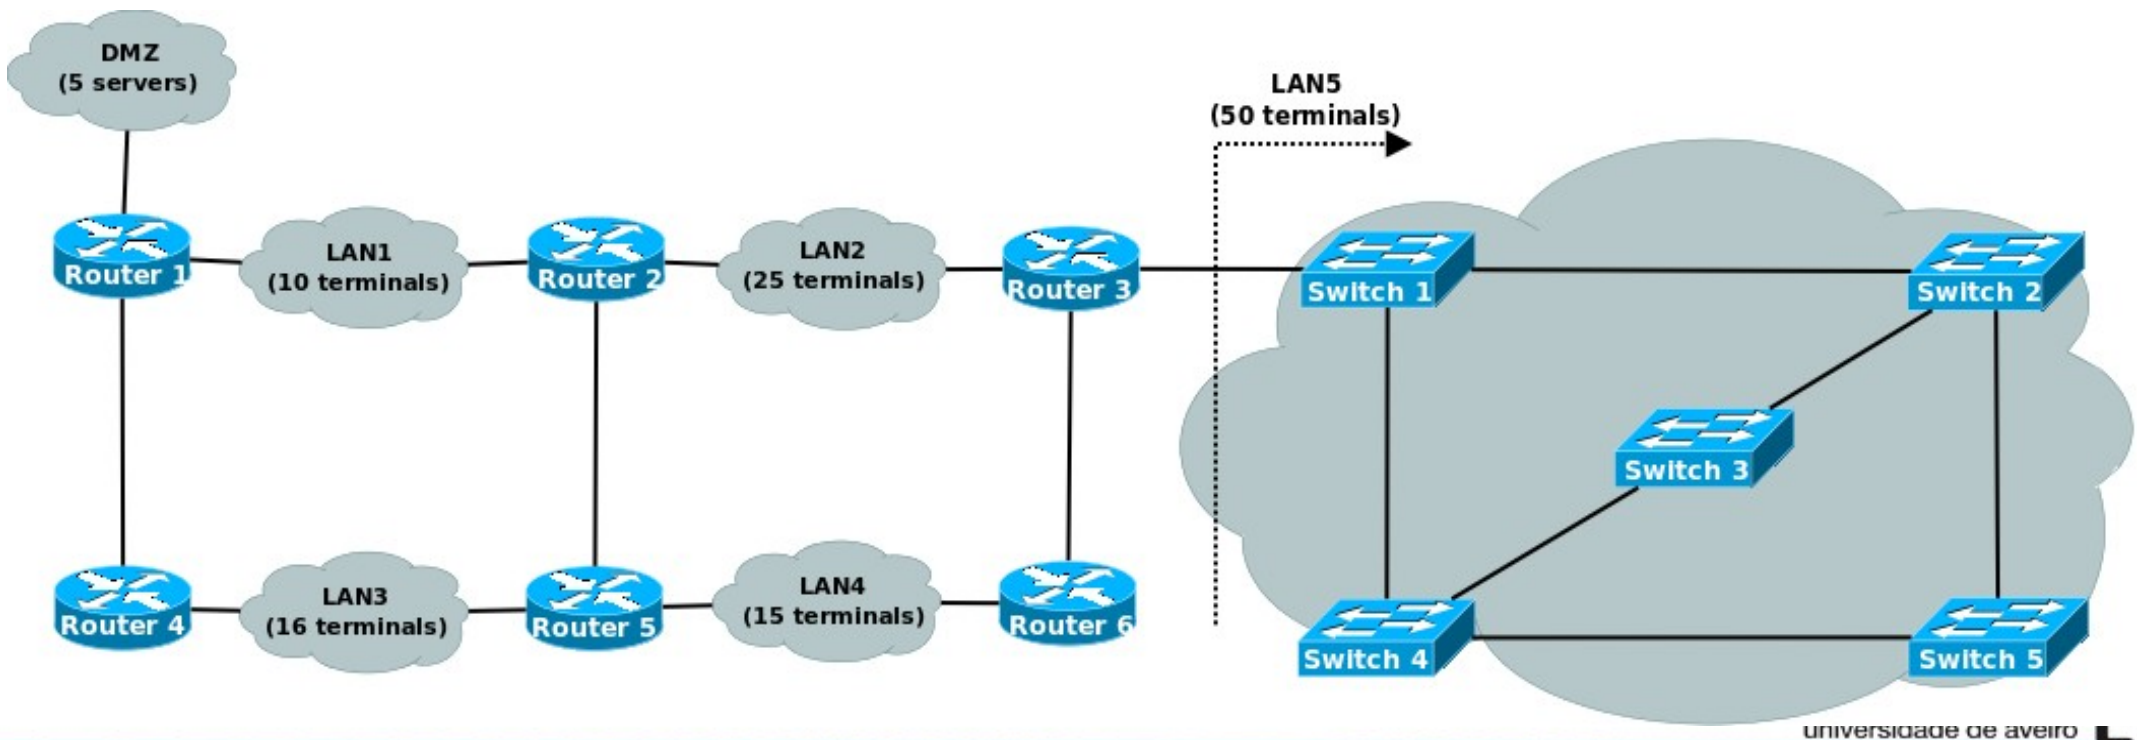 DMZ
(5 servers)
LAN5
(50 terminals)
Router 1
LAN1
(10 terminals)
Router 2
LAN2
(25 terminals)
Router 3
Switch 1
Switch 2
Switch 3
Router 4
LAN3
(16 terminals)
Router 5
LAN4
(15 terminals)
Router 6
Switch 4
Switch 5
universidade de aveiro